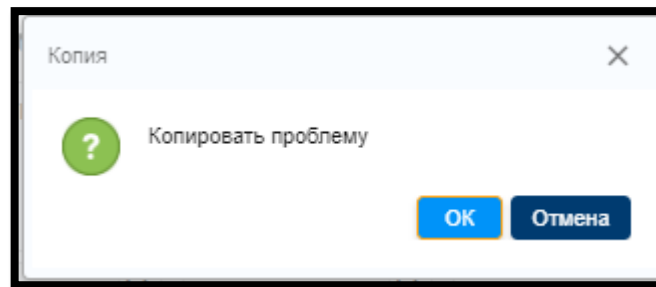 Копия
?
Копировать проблему
ОК
Отмена